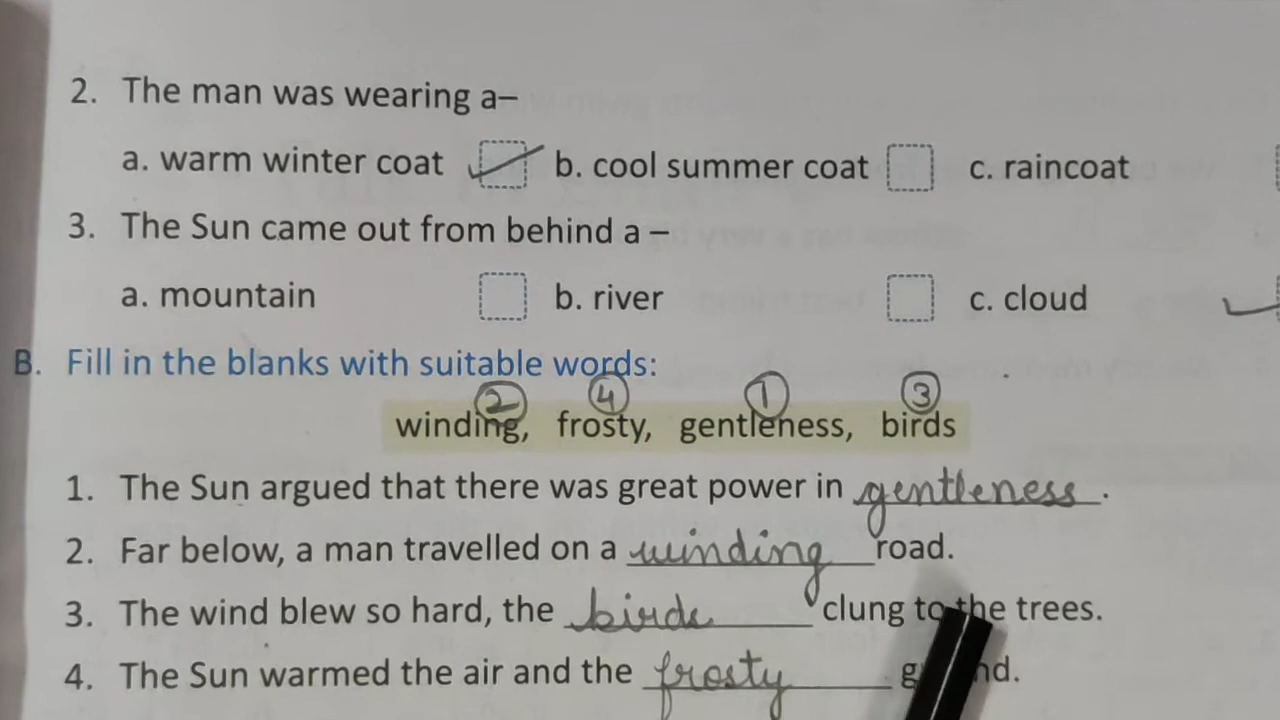 2. The man was wearing a–
a. warm winter coat b. cool summer coat c. raincoat
3. The Sun came out from behind a –
a. mountain b. river c. cloud
B. Fill in the blanks with suitable words:
2 4 1 3
winding, frosty, gentleness, birds
1. The Sun argued that there was great power in gentleness.
2. Far below, a man travelled on a winding road.
3. The wind blew so hard, the birds clung to the trees.
4. The Sun warmed the air and the frosty